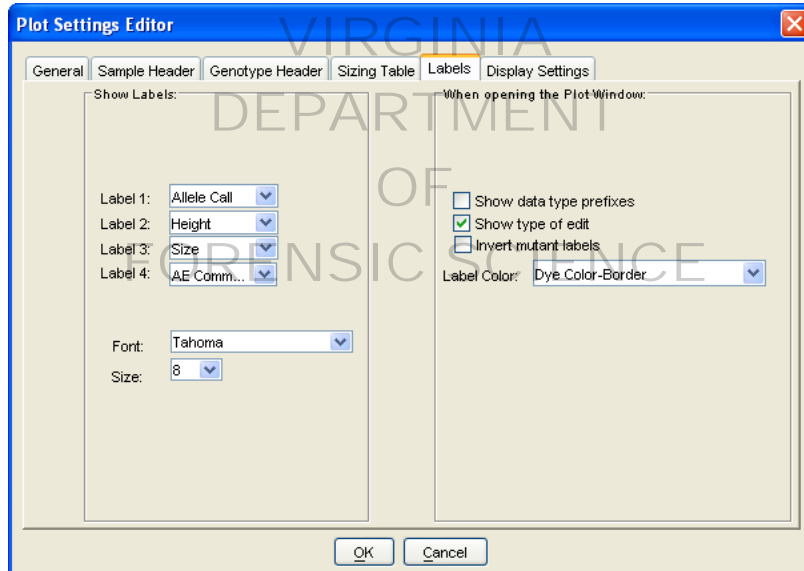 Plot Settings Editor
VIRGINIA
General Sample Header Genotype Header Sizing Table Labels Display Settings
Show Labels:
When opening the Plot Window:
DEPARTMENT
OF
Label 1: Allele Call
Label 2: Height
Label 3: Size
Label 4: AE Comm...
Show data type prefixes
Show type of edit
Invert mutant labels
FORENSIC SCIENCE
Label Color: Dye Color-Border
Font: Tahoma
Size: 8
OK Cancel